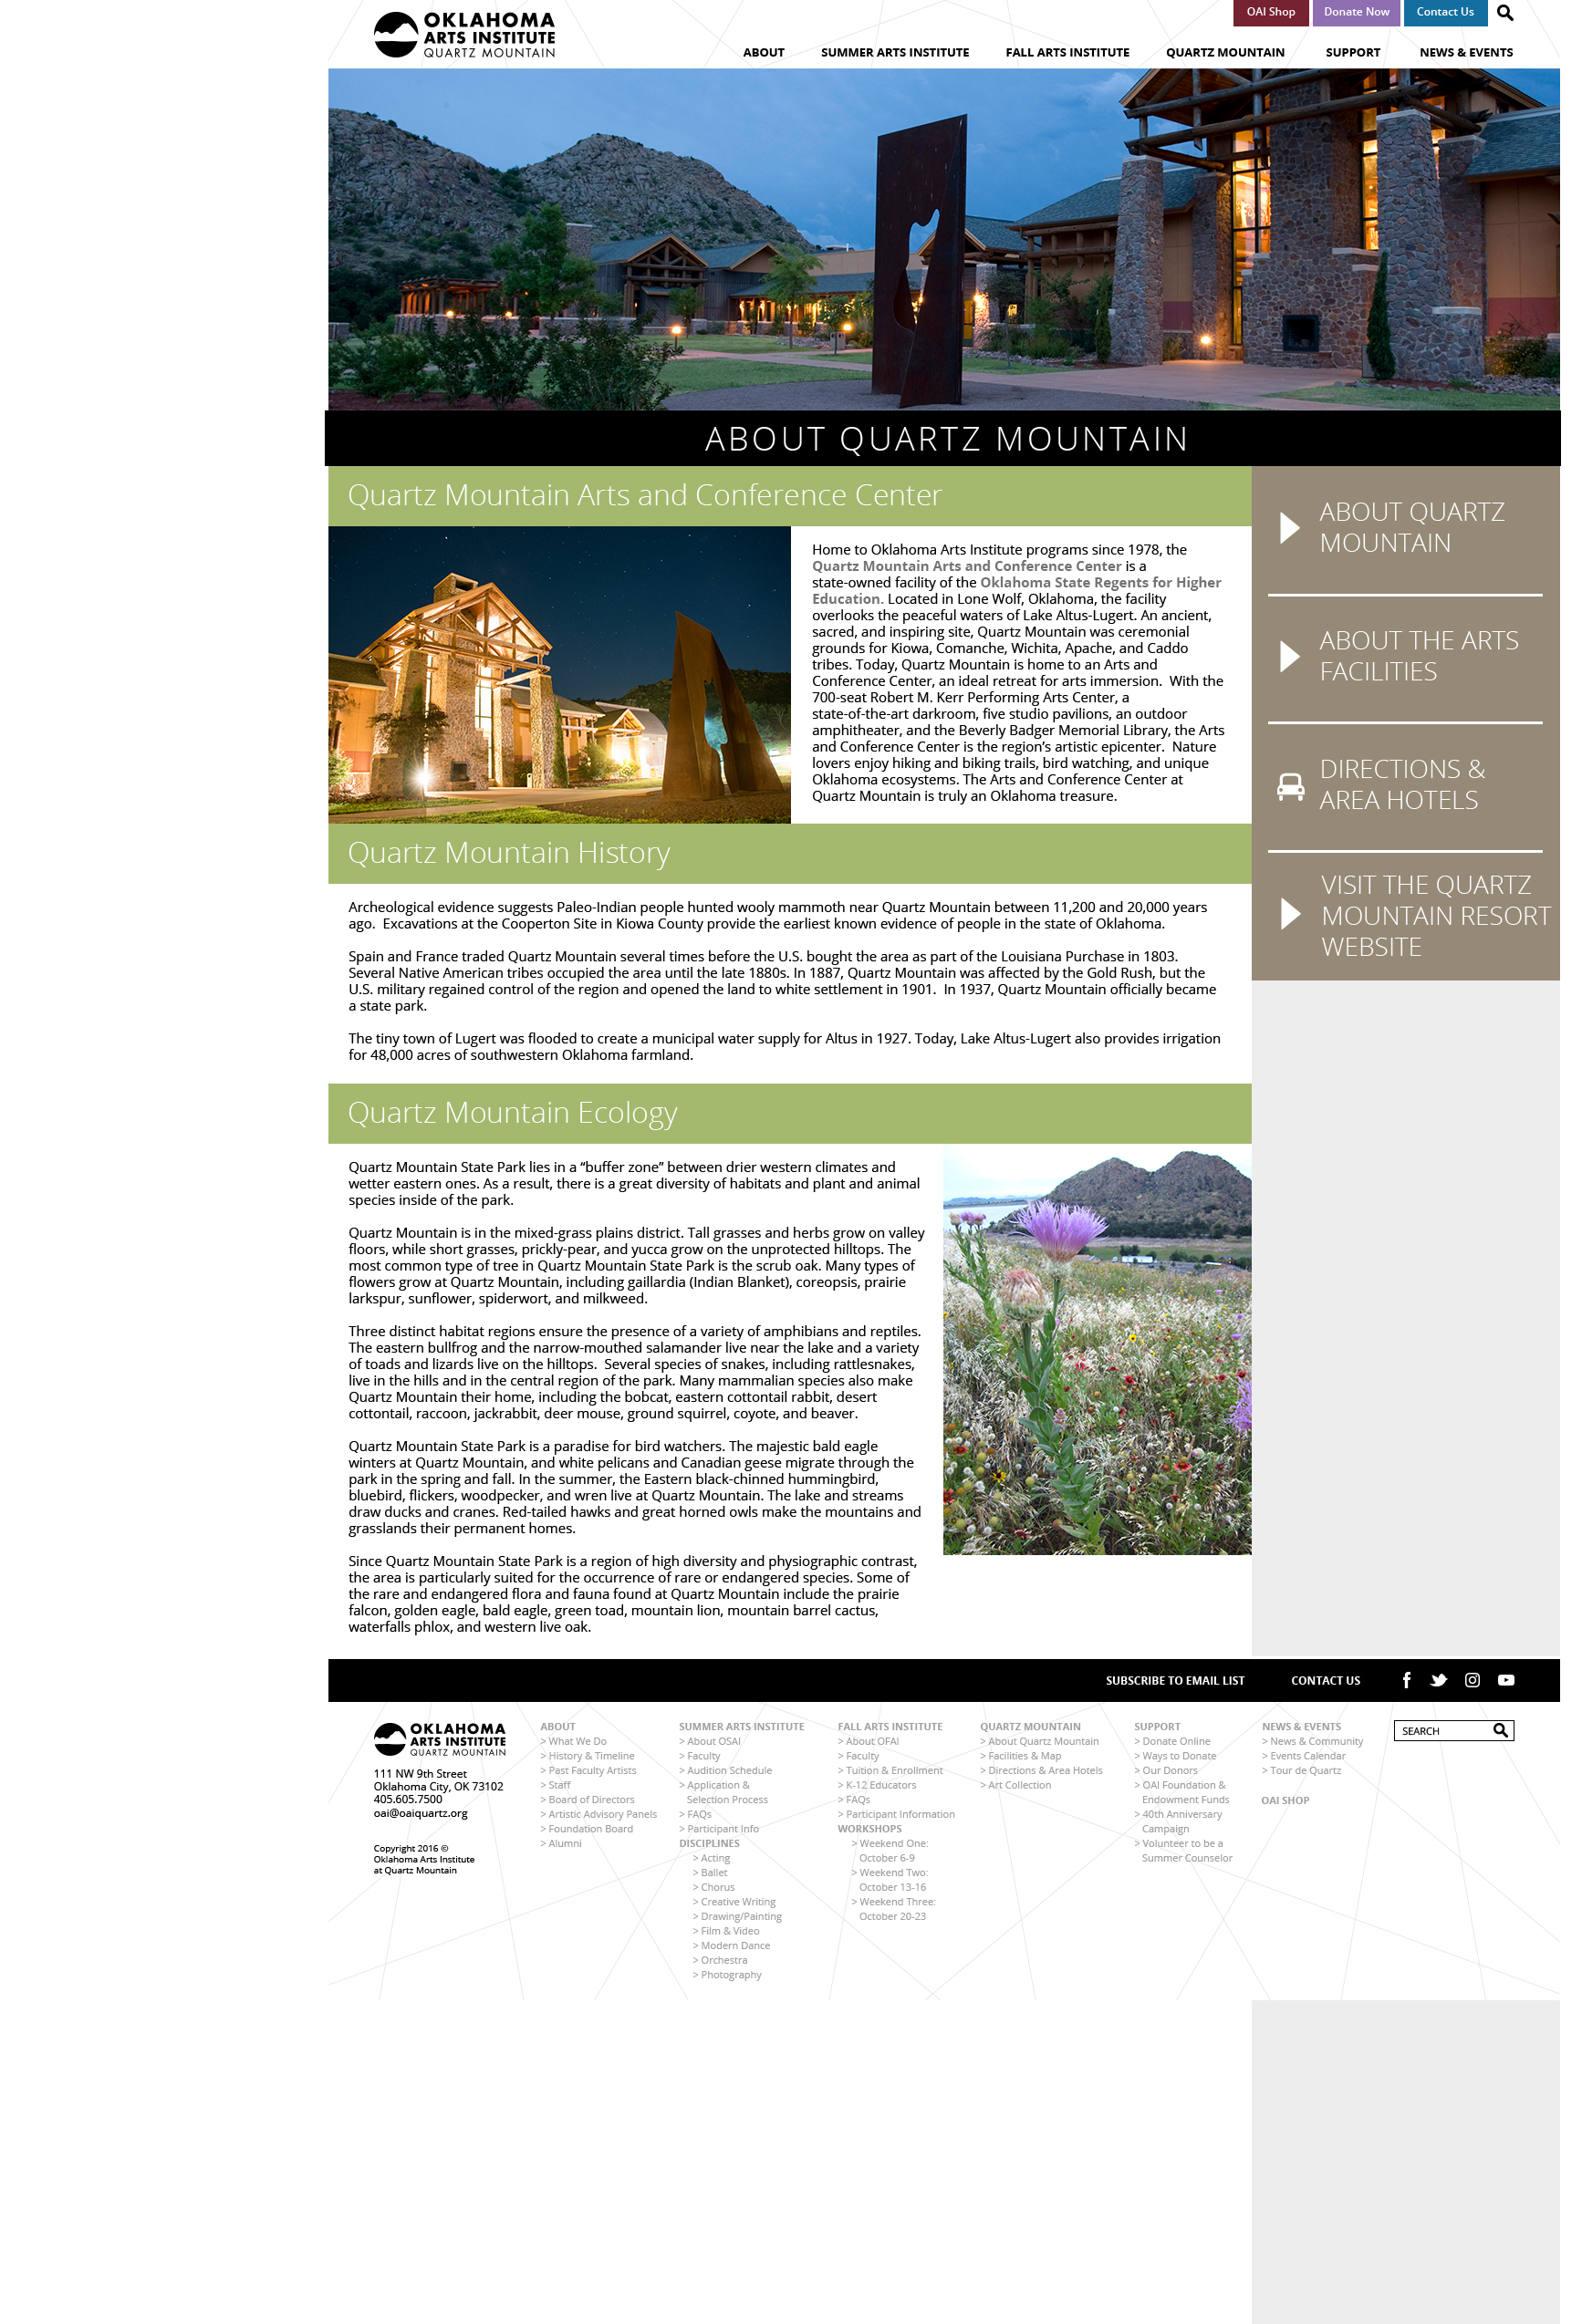 OKLAHOMA
ARTS INSTITUTE
QUARTZ MOUNTAIN
OAI Shop
Donate Now
Contact Us
ABOUT
SUMMER ARTS INSTITUTE
FALL ARTS INSTITUTE
QUARTZ MOUNTAIN
SUPPORT
NEWS & EVENTS
ABOUT QUARTZ MOUNTAIN
Quartz Mountain Arts and Conference Center
Home to Oklahoma Arts Institute programs since 1978, the
Quartz Mountain Arts and Conference Center is a
state-owned facility of the Oklahoma State Regents for Higher
Education. Located in Lone Wolf, Oklahoma, the facility
overlooks the peaceful waters of Lake Altus-Lugert. An ancient,
sacred, and inspiring site, Quartz Mountain was ceremonial
grounds for Kiowa, Comanche, Wichita, Apache, and Caddo
tribes. Today, Quartz Mountain is home to an Arts and
Conference Center, an ideal retreat for arts immersion.  With the
700-seat Robert M. Kerr Performing Arts Center, a
state-of-the-art darkroom, five studio pavilions, an outdoor
amphitheater, and the Beverly Badger Memorial Library, the Arts
and Conference Center is the region's artistic epicenter.  Nature
lovers enjoy hiking and biking trails, bird watching, and unique
Oklahoma ecosystems. The Arts and Conference Center at
Quartz Mountain is truly an Oklahoma treasure.
ABOUT QUARTZ
MOUNTAIN
ABOUT THE ARTS
FACILITIES
DIRECTIONS &
AREA HOTELS
VISIT THE QUARTZ
MOUNTAIN RESORT
WEBSITE
Quartz Mountain History
Archeological evidence suggests Paleo-Indian people hunted wooly mammoth near Quartz Mountain between 11,200 and 20,000 years
ago.  Excavations at the Cooperton Site in Kiowa County provide the earliest known evidence of people in the state of Oklahoma.
Spain and France traded Quartz Mountain several times before the U.S. bought the area as part of the Louisiana Purchase in 1803.
Several Native American tribes occupied the area until the late 1880s. In 1887, Quartz Mountain was affected by the Gold Rush, but the
U.S. military regained control of the region and opened the land to white settlement in 1901.  In 1937, Quartz Mountain officially became
a state park.
The tiny town of Lugert was flooded to create a municipal water supply for Altus in 1927. Today, Lake Altus-Lugert also provides irrigation
for 48,000 acres of southwestern Oklahoma farmland.
Quartz Mountain Ecology
Quartz Mountain State Park lies in a “buffer zone” between drier western climates and
wetter eastern ones. As a result, there is a great diversity of habitats and plant and animal
species inside of the park.
Quartz Mountain is in the mixed-grass plains district. Tall grasses and herbs grow on valley
floors, while short grasses, prickly-pear, and yucca grow on the unprotected hilltops. The
most common type of tree in Quartz Mountain State Park is the scrub oak. Many types of
flowers grow at Quartz Mountain, including gaillardia (Indian Blanket), coreopsis, prairie
larkspur, sunflower, spiderwort, and milkweed.
Three distinct habitat regions ensure the presence of a variety of amphibians and reptiles.
The eastern bullfrog and the narrow-mouthed salamander live near the lake and a variety
of toads and lizards live on the hilltops.  Several species of snakes, including rattlesnakes,
live in the hills and in the central region of the park. Many mammalian species also make
Quartz Mountain their home, including the bobcat, eastern cottontail rabbit, desert
cottontail, raccoon, jackrabbit, deer mouse, ground squirrel, coyote, and beaver.
Quartz Mountain State Park is a paradise for bird watchers. The majestic bald eagle
winters at Quartz Mountain, and white pelicans and Canadian geese migrate through the
park in the spring and fall. In the summer, the Eastern black-chinned hummingbird,
bluebird, flickers, woodpecker, and wren live at Quartz Mountain. The lake and streams
draw ducks and cranes. Red-tailed hawks and great horned owls make the mountains and
grasslands their permanent homes.
Since Quartz Mountain State Park is a region of high diversity and physiographic contrast,
the area is particularly suited for the occurrence of rare or endangered species. Some of
the rare and endangered flora and fauna found at Quartz Mountain include the prairie
falcon, golden eagle, bald eagle, green toad, mountain lion, mountain barrel cactus,
waterfalls phlox, and western live oak.
SUBSCRIBE TO EMAIL LIST
CONTACT US
OKLAHOMA
ARTS INSTITUTE
QUARTZ MOUNTAIN
111 NW 9th Street
Oklahoma City, OK 73102
405.605.7500
oai@oaiquartz.org
Copyright 2016 ©
Oklahoma Arts Institute
at Quartz Mountain
ABOUT
> What We Do
> History & Timeline
> Past Faculty Artists
> Staff
> Board of Directors
> Artistic Advisory Panels
> Foundation Board
> Alumni
SUMMER ARTS INSTITUTE
> About OSAI
> Faculty
> Audition Schedule
> Application &
Selection Process
> FAQs
> Participant Info
DISCIPLINES
> Acting
> Ballet
> Chorus
> Creative Writing
> Drawing/Painting
> Film & Video
> Modern Dance
> Orchestra
> Photography
FALL ARTS INSTITUTE
> About OFAI
> Faculty
> Tuition & Enrollment
> K-12 Educators
> FAQs
> Participant Information
WORKSHOPS
> Weekend One:
October 6-9
> Weekend Two:
October 13-16
> Weekend Three:
October 20-23
QUARTZ MOUNTAIN
> About Quartz Mountain
> Facilities & Map
> Directions & Area Hotels
> Art Collection
SUPPORT
> Donate Online
> Ways to Donate
> Our Donors
> OAI Foundation &
Endowment Funds
> 40th Anniversary
Campaign
> Volunteer to be a
Summer Counselor
NEWS & EVENTS
> News & Community
> Events Calendar
> Tour de Quartz
OAI SHOP
SEARCH